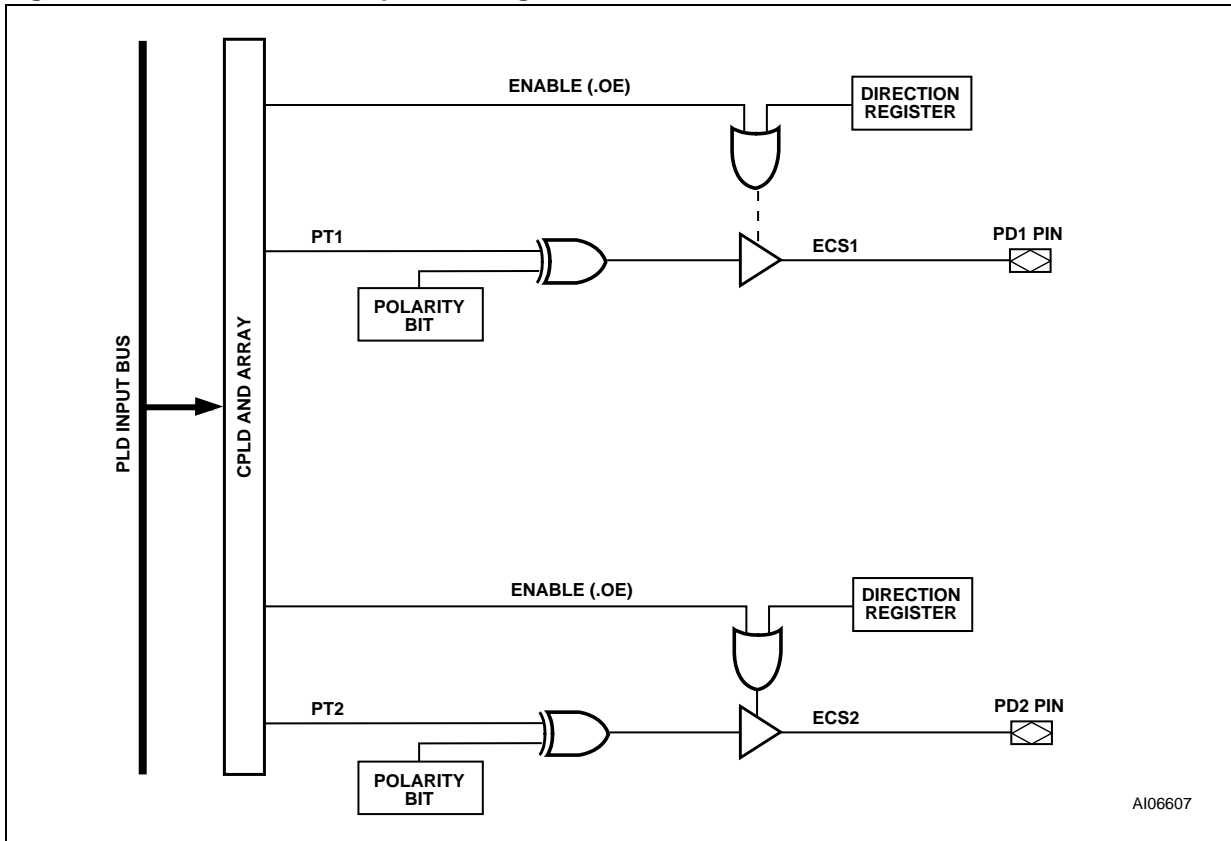 ENABLE (.OE)
DIRECTION
REGISTER
PT1
ECS1
PD1 PIN
POLARITY
BIT
PLD INPUT BUS
CPLD AND ARRAY
ENABLE (.OE)
DIRECTION
REGISTER
PT2
ECS2
PD2 PIN
POLARITY
BIT
AI06607